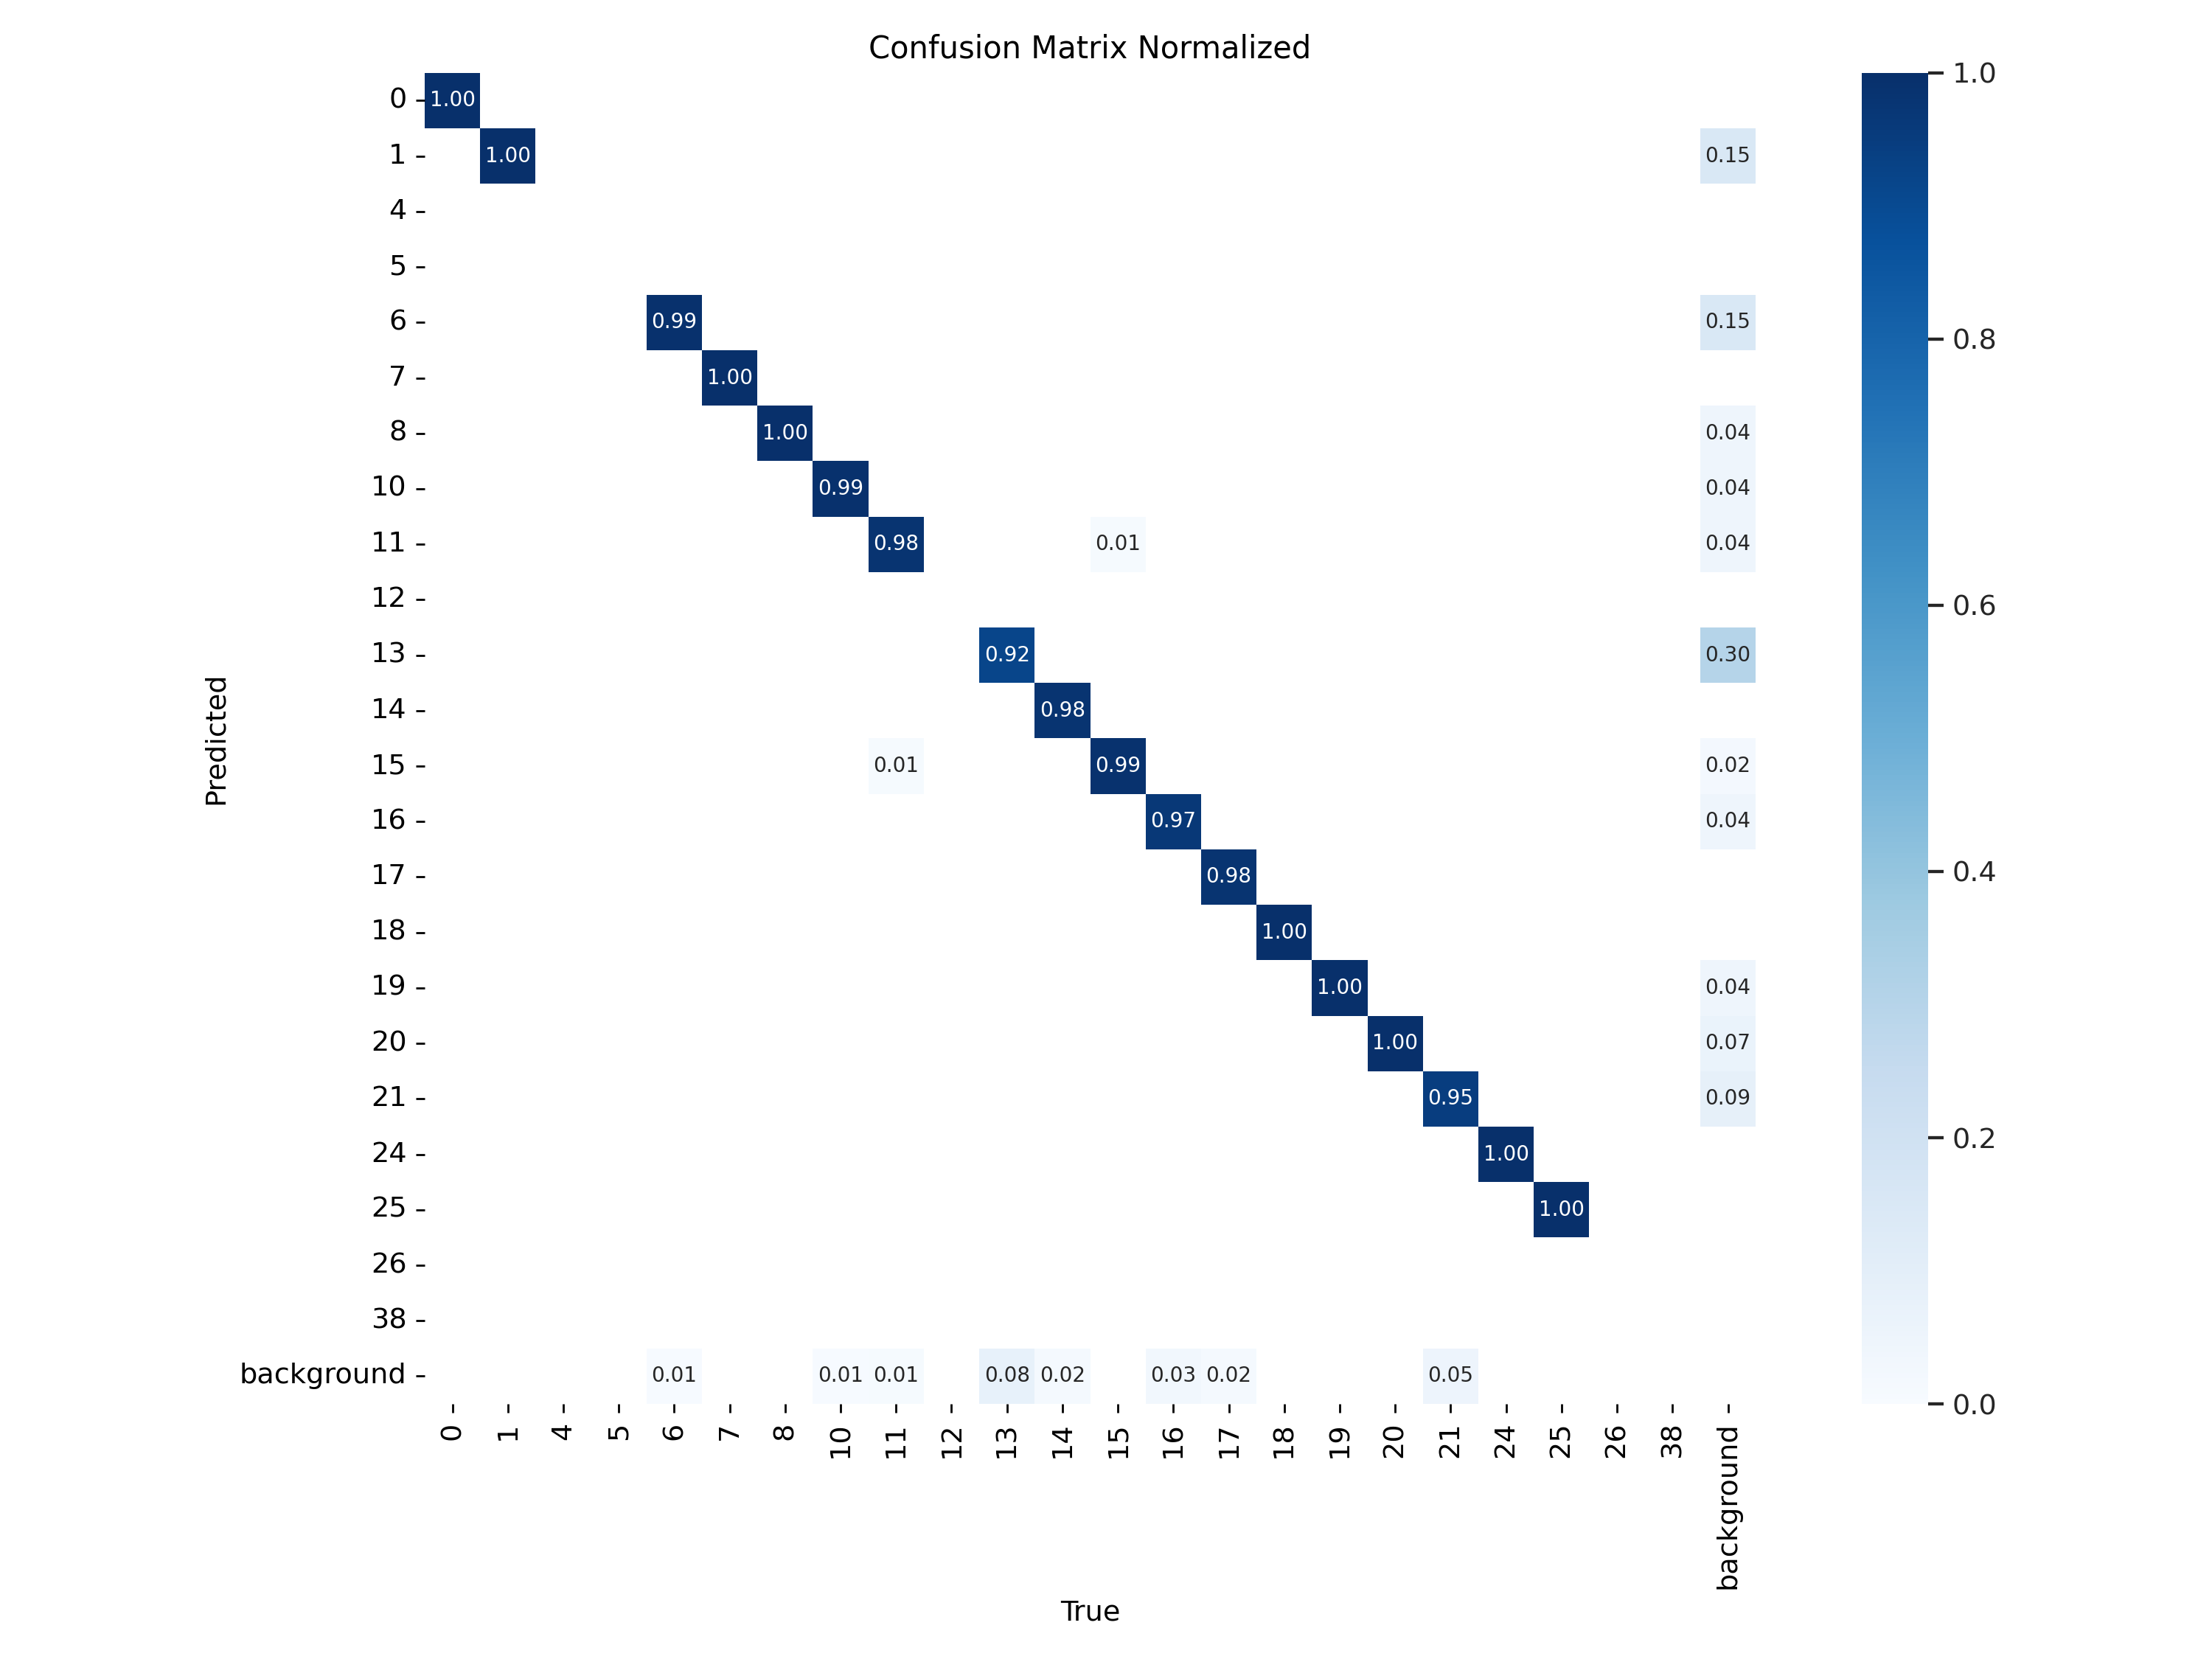 Confusion Matrix Normalized
0 1.00 1.0
1 1.00 0.15
4
5
6 0.99 0.15
0.8
7 1.00
8 1.00 0.04
10 0.99 0.04
11 0.98 0.01 0.04
12 0.6
13 0.92 0.30
14 0.98
Predicted
15 0.01 0.99 0.02
16 0.97 0.04
17 0.98 0.4
18 1.00
19 1.00 0.04
20 1.00 0.07
21 0.95 0.09
0.2
24 1.00
25 1.00
26
38
background 0.01 0.01 0.01 0.08 0.02 0.03 0.02 0.05
0.0
0 1 4 5 6 7 8 10 11 12 13 14 15 16 17 18 19 20 21 24 25 26 38 background
True